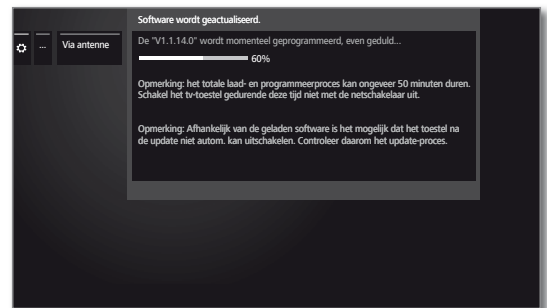 Software wordt geactualiseerd.
... Via antenne
De "V1.1.14.0" wordt momenteel geprogrammeerd, even geduld...
60%
Opmerking: het totale laad- en programmeerproces kan ongeveer 50 minuten duren.
Schakel het tv-toestel gedurende deze tijd niet met de netschakelaar uit.
Opmerking: Afhankelijk van de geladen software is het mogelijk dat het toestel na
de update niet autom. kan uitschakelen. Controleer daarom het update-proces.